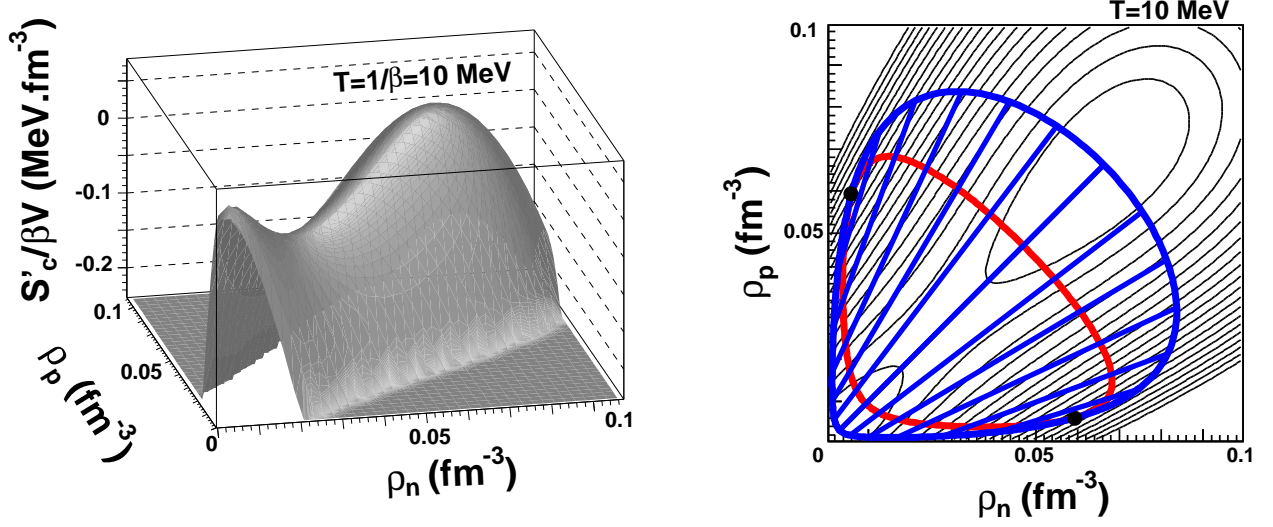 S'c/βV (MeV.fm-3)
T=1/β=10 MeV
0
-0.1
-0.2
0.1
0.05
ρp (fm-3)
0
0.05
0.1
ρn (fm-3)
T=10 MeV
0.1
0.05
ρp (fm-3)
0
0.05
0.1
ρn (fm-3)